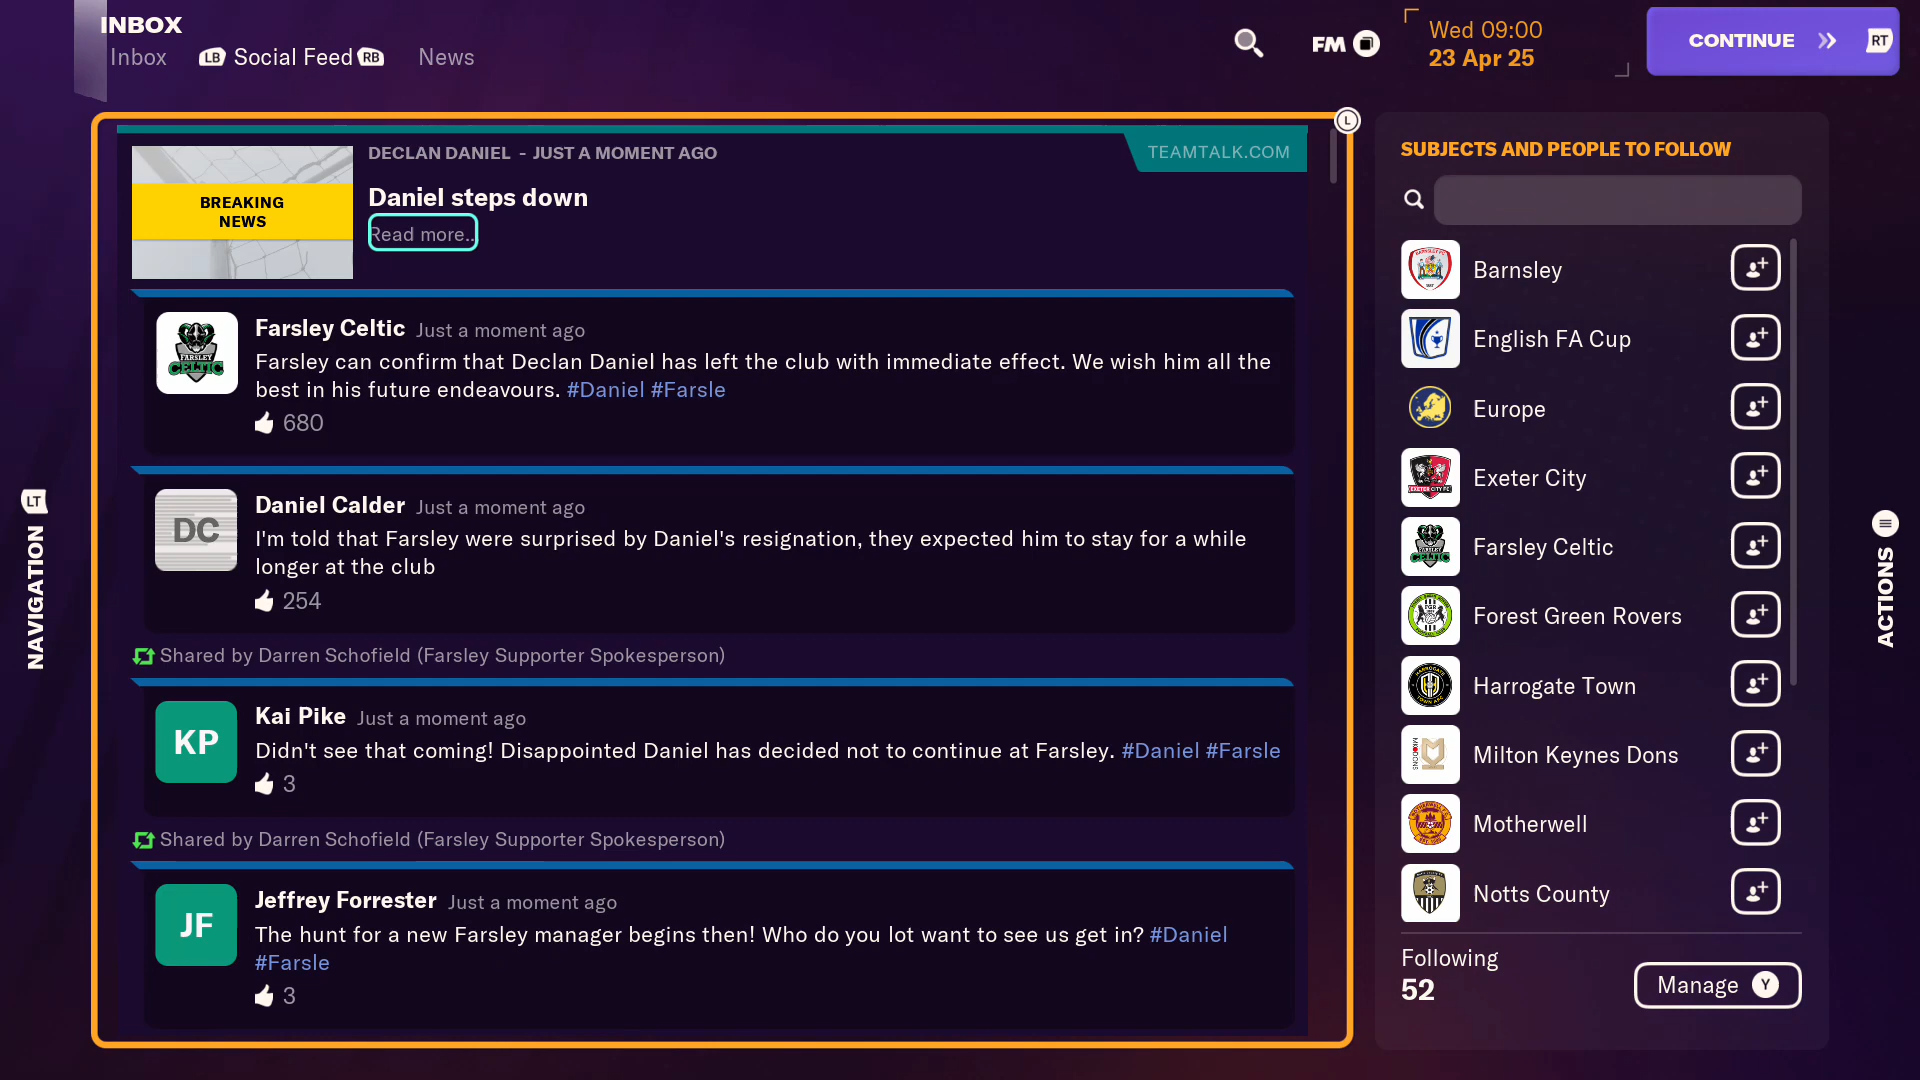 INBOX
Inbox
LB Social Feed RB
News
FM
Wed 09:00
23 Apr 25
CONTINUE RT
LT
NAVIGATION
ACTIONS
L
BREAKING
NEWS
DECLAN DANIEL - JUST A MOMENT AGO
TEAMTALK.COM
Daniel steps down
Read more..
FARSLEY
CELTIC
Farsley Celtic Just a moment ago
Farsley can confirm that Declan Daniel has left the club with immediate effect. We wish him all the
best in his future endeavours. #Daniel #Farsle
680
DC
Daniel Calder Just a moment ago
I'm told that Farsley were surprised by Daniel's resignation, they expected him to stay for a while
longer at the club
254
Shared by Darren Schofield (Farsley Supporter Spokesperson)
KP
Kai Pike Just a moment ago
Didn't see that coming! Disappointed Daniel has decided not to continue at Farsley. #Daniel #Farsle
3
Shared by Darren Schofield (Farsley Supporter Spokesperson)
JF
Jeffrey Forrester Just a moment ago
The hunt for a new Farsley manager begins then! Who do you lot want to see us get in? #Daniel
#Farsle
3
SUBJECTS AND PEOPLE TO FOLLOW
Barnsley
English FA Cup
Europe
EXETER CITY FC
Exeter City
Farsley Celtic
Forest Green Rovers
Harrogate Town
Milton Keynes Dons
Motherwell
Notts County
Following
52
Manage Y